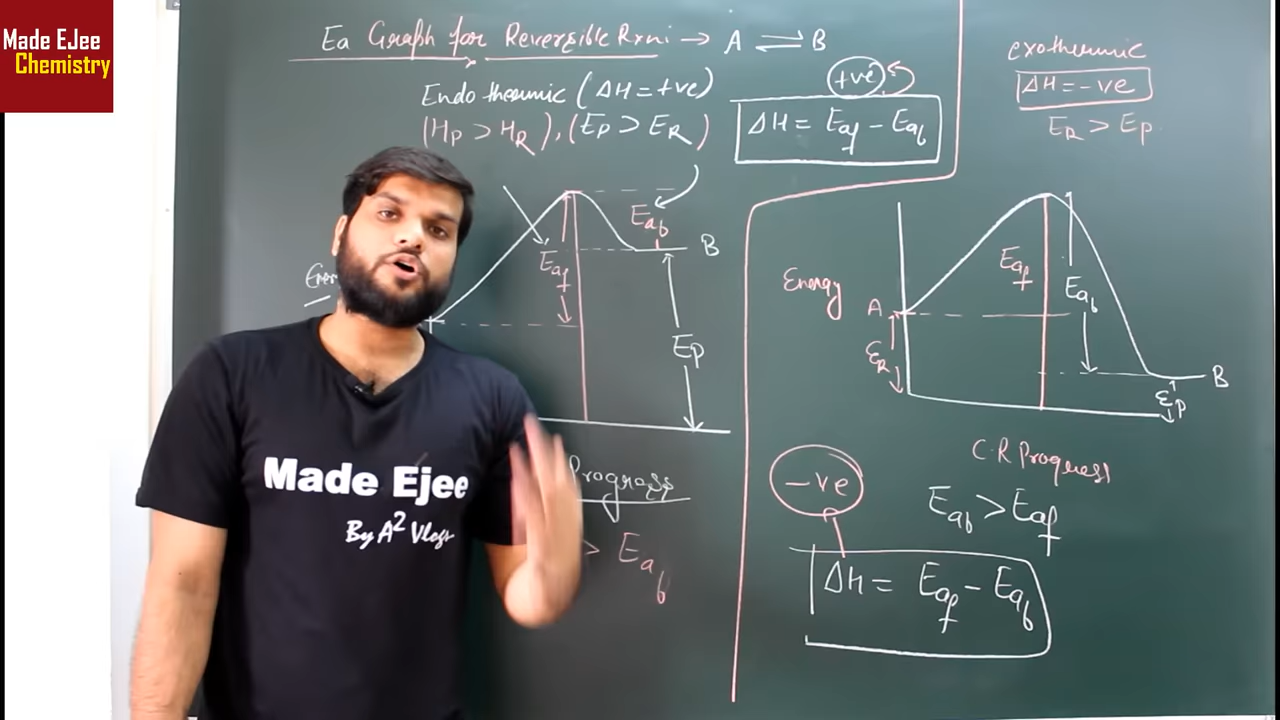 Made EJee
Chemistry
Ea Graph for Reversible Rxn: → A ⇌ B
Endothermic (ΔH = +ve)
(HP > HR), (EP > ER)
+ve
ΔH = Eaf - Eab
Eab
B
Eaf
Ep
Progress
> Eab
exothermic
ΔH = -ve
ER > EP
Energy
A
Eaf
Eab
ER
B
EP
C.R Progress
Eab > Eaf
-ve
ΔH = Eaf - Eab
Made Ejee
By A² Vlogs